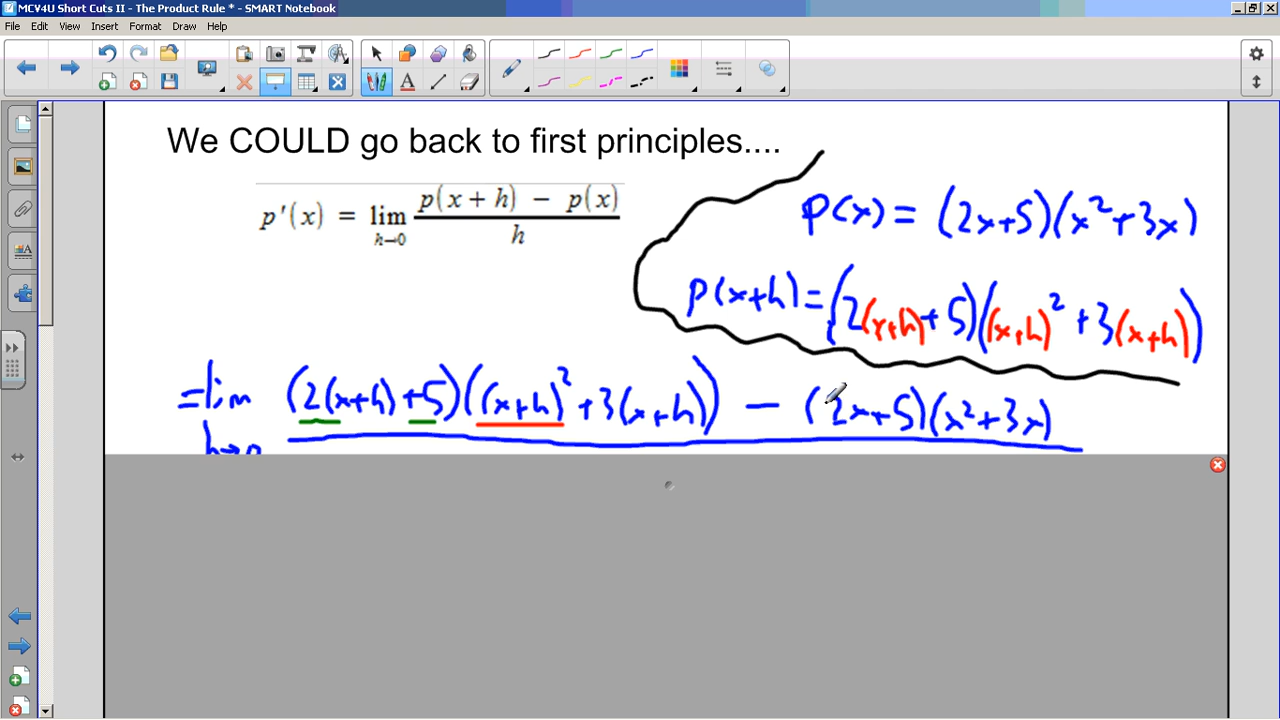 MCV4U Short Cuts II - The Product Rule * - SMART Notebook
File Edit View Insert Format Draw Help
We COULD go back to first principles....
p'(x) = lim h→0 p(x + h) − p(x) / h
p(x) = (2x+5)(x²+3x)
p(x+h) = (2(x+h)+5)((x+h)²+3(x+h))
=lim h→0 (2(x+h)+5)((x+h)²+3(x+h)) − (2x+5)(x²+3x)